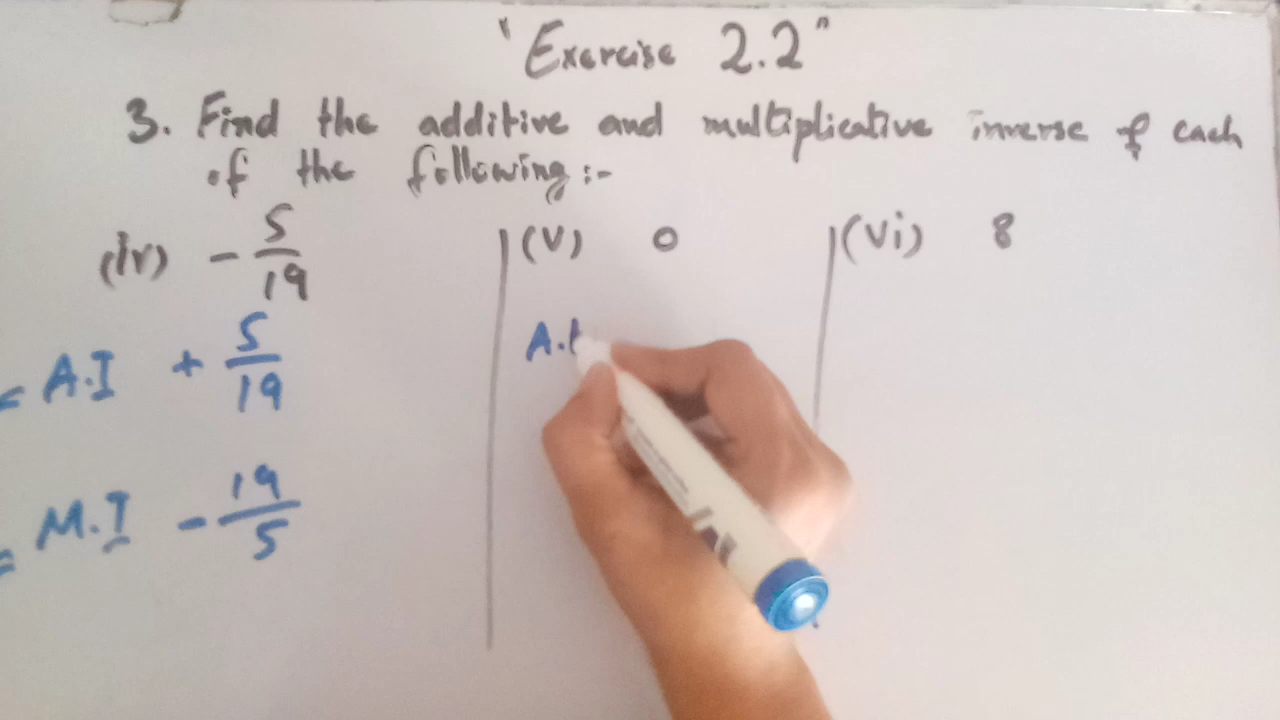 "Exercise 2.2"
3. Find the additive and multiplicative inverse of each
of the following :-
(iv) - 5/19
(V) 0
(Vi) 8
= A.I + 5/19
A.I
= M.I - 19/5